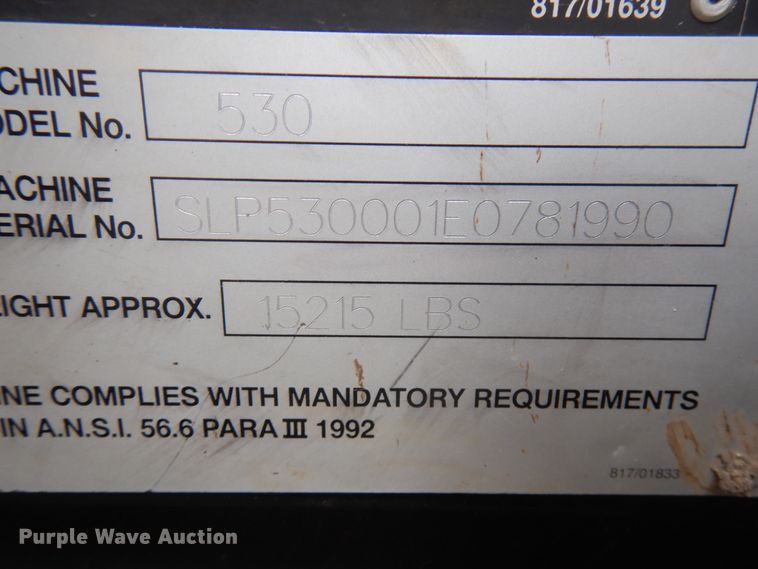 817/01639
CHINE
ODEL No. 530
ACHINE
ERIAL No. SLP530001E0781990
IGHT APPROX. 15215 LBS
NE COMPLIES WITH MANDATORY REQUIREMENTS
IN A.N.S.I. 56.6 PARA III 1992
817/01833
Purple Wave Auction